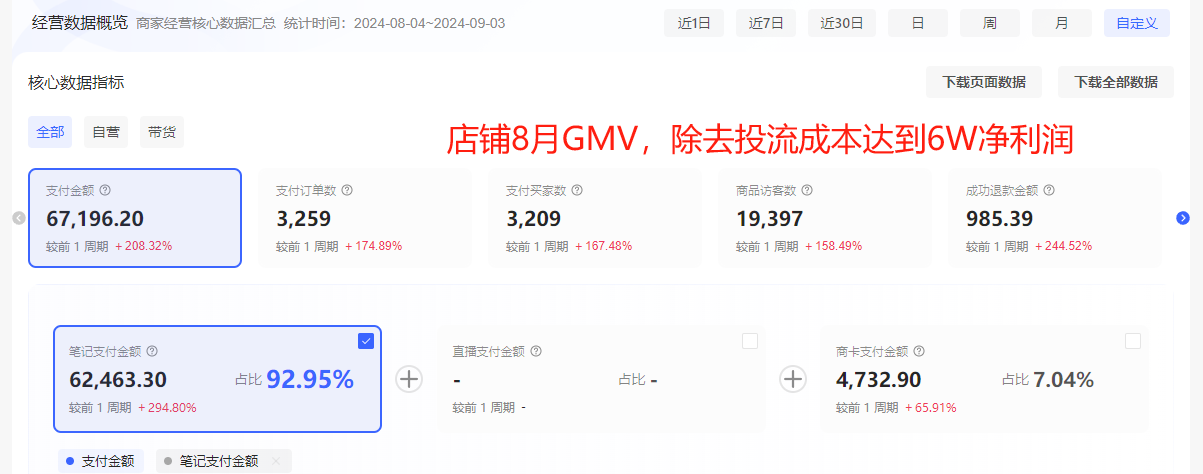 经营数据概览 商家经营核心数据汇总 统计时间：2024-08-04~2024-09-03 近1日 近7日 近30日 日 周 月 自定义
核心数据指标 下载页面数据 下载全部数据
全部 自营 带货
店铺8月GMV，除去投流成本达到6W净利润
支付金额 支付订单数 支付买家数 商品访客数 成功退款金额
67,196.20 3,259 3,209 19,397 985.39
较前 1 周期 + 208.32% 较前 1 周期 + 174.89% 较前 1 周期 + 167.48% 较前 1 周期 + 158.49% 较前 1 周期 + 244.52%
笔记支付金额 直播支付金额 商卡支付金额
62,463.30 占比 92.95% - 占比 - 4,732.90 占比 7.04%
较前 1 周期 + 294.80% 较前 1 周期 - 较前 1 周期 + 65.91%
支付金额 笔记支付金额